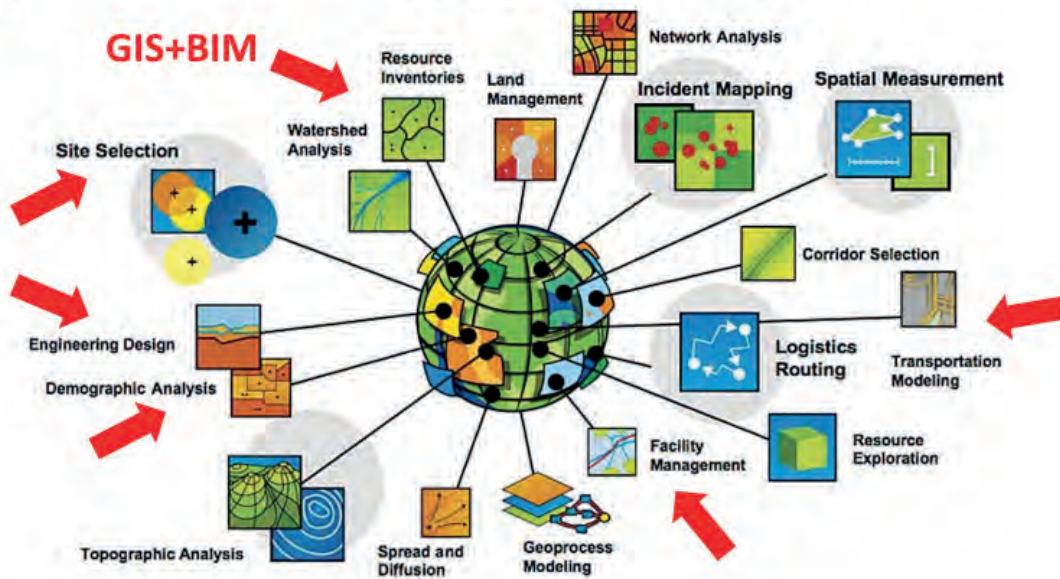 GIS+BIM
Network Analysis
Resource
Inventories
Land
Management
Incident Mapping
Spatial Measurement
Watershed
Analysis
Site Selection
Corridor Selection
Engineering Design
Logistics
Routing
Transportation
Modeling
Demographic Analysis
Facility
Management
Resource
Exploration
Topographic Analysis
Spread and
Diffusion
Geoprocess
Modeling